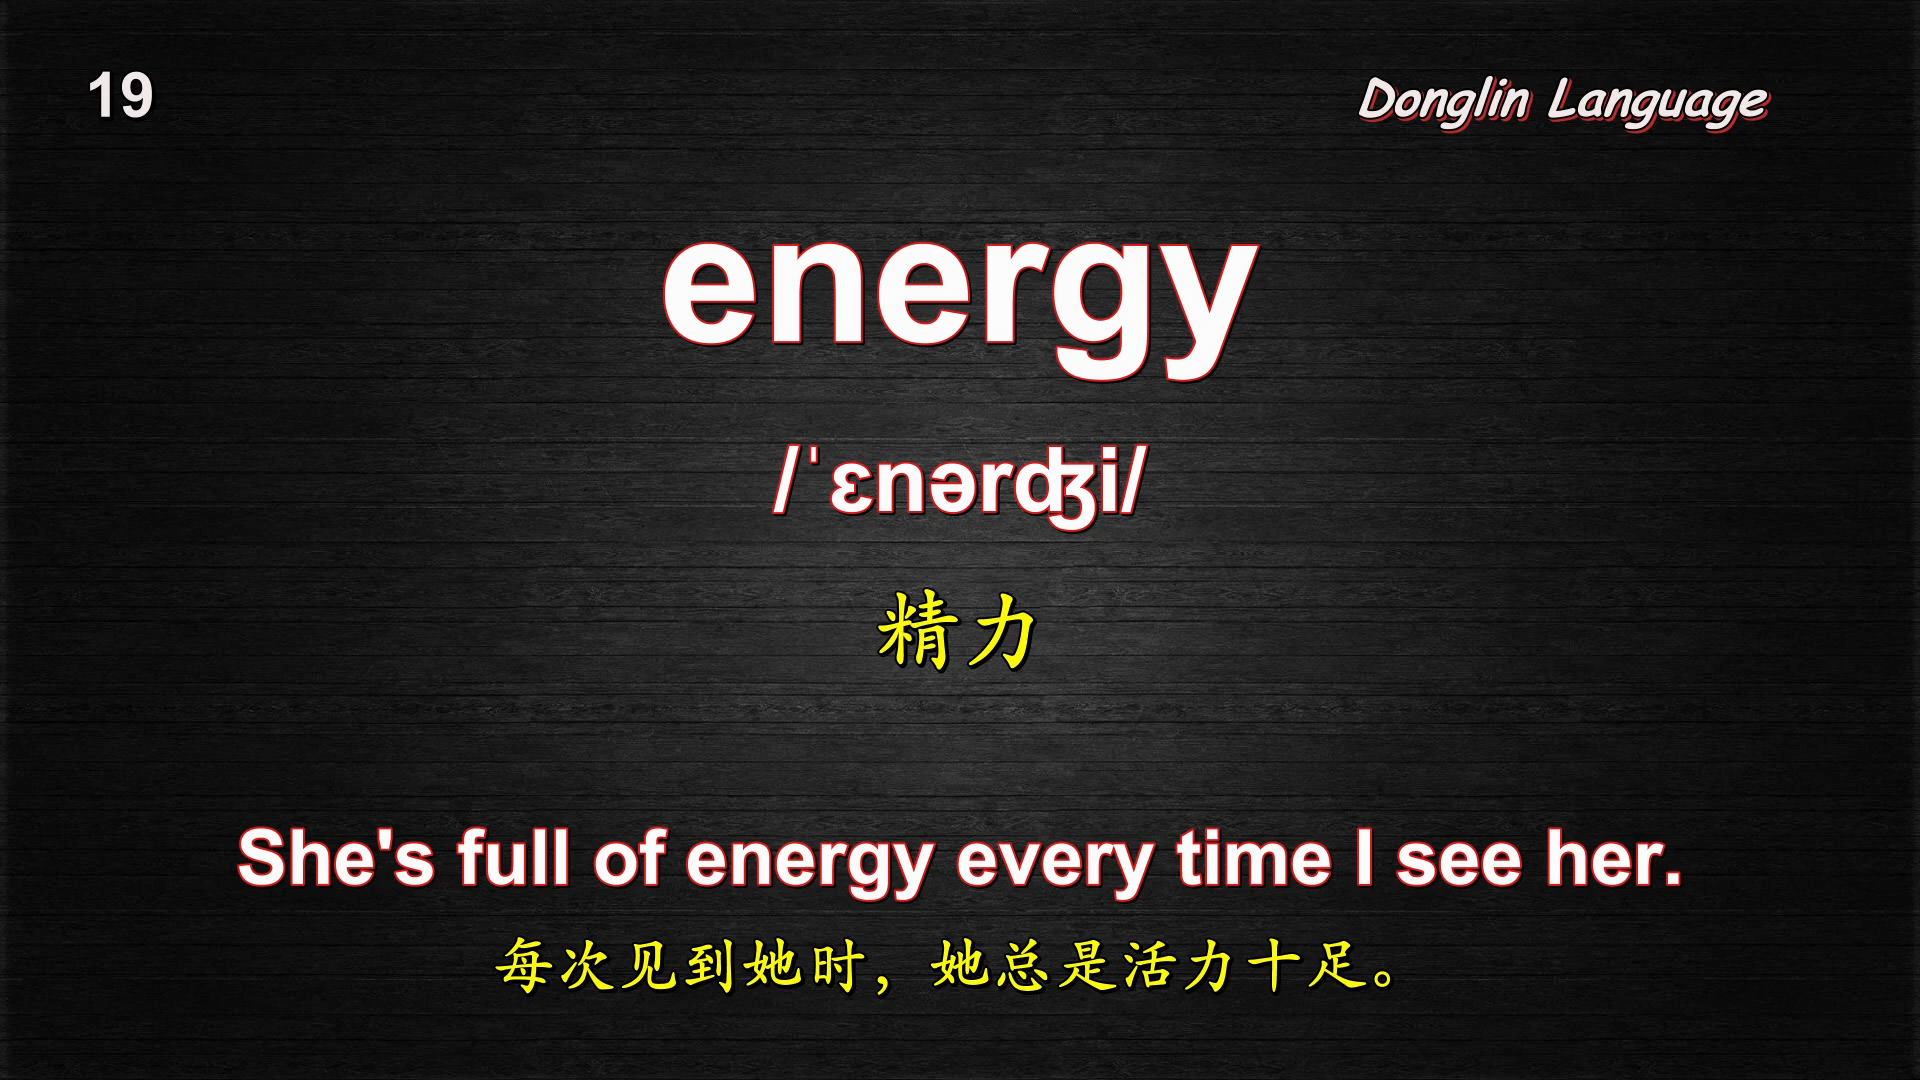 19
Donglin Language
energy
/ˈɛnərʤi/
精力
She's full of energy every time I see her.
每次见到她时，她总是活力十足。